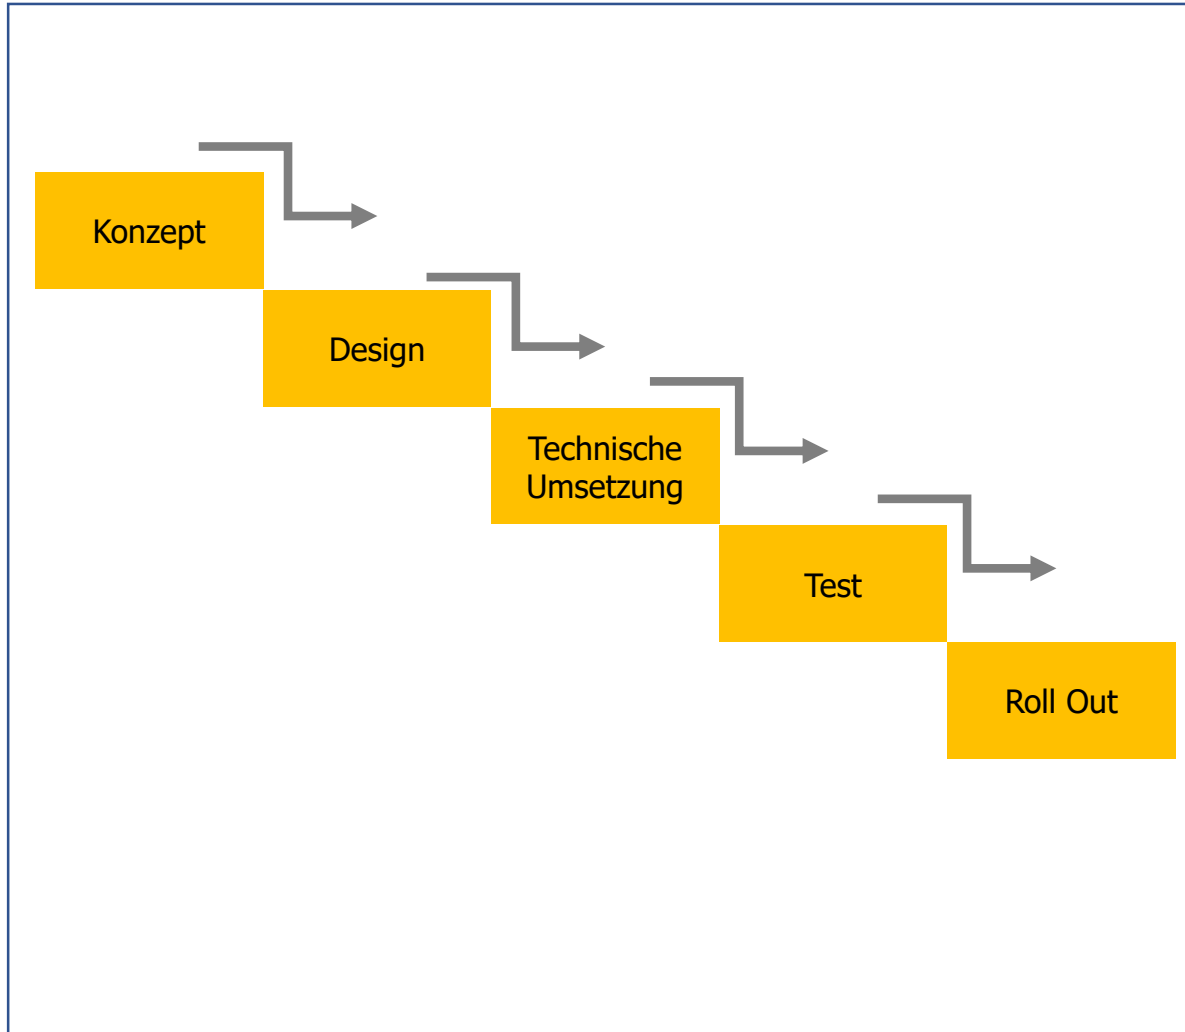 Konzept
Design
Technische
Umsetzung
Test
Roll Out